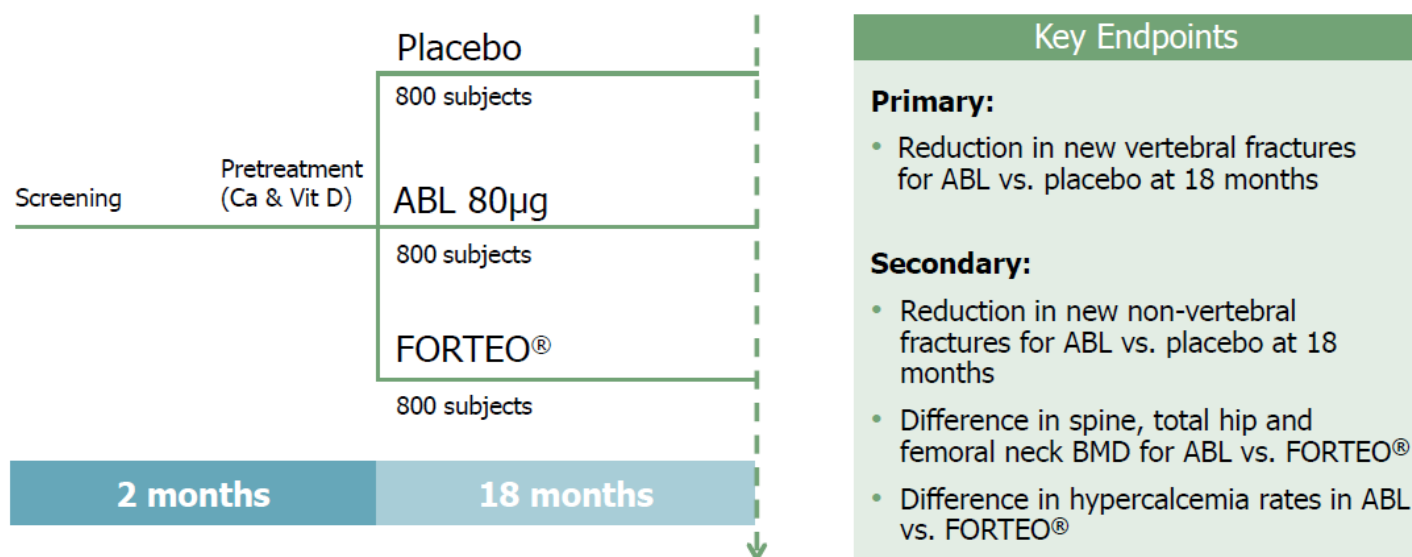 Placebo
800 subjects
Screening
Pretreatment
(Ca & Vit D)
ABL 80µg
800 subjects
FORTEO®
800 subjects
2 months
18 months
Key Endpoints
Primary:
• Reduction in new vertebral fractures
for ABL vs. placebo at 18 months
Secondary:
• Reduction in new non-vertebral
fractures for ABL vs. placebo at 18
months
• Difference in spine, total hip and
femoral neck BMD for ABL vs. FORTEO®
• Difference in hypercalcemia rates in ABL
vs. FORTEO®